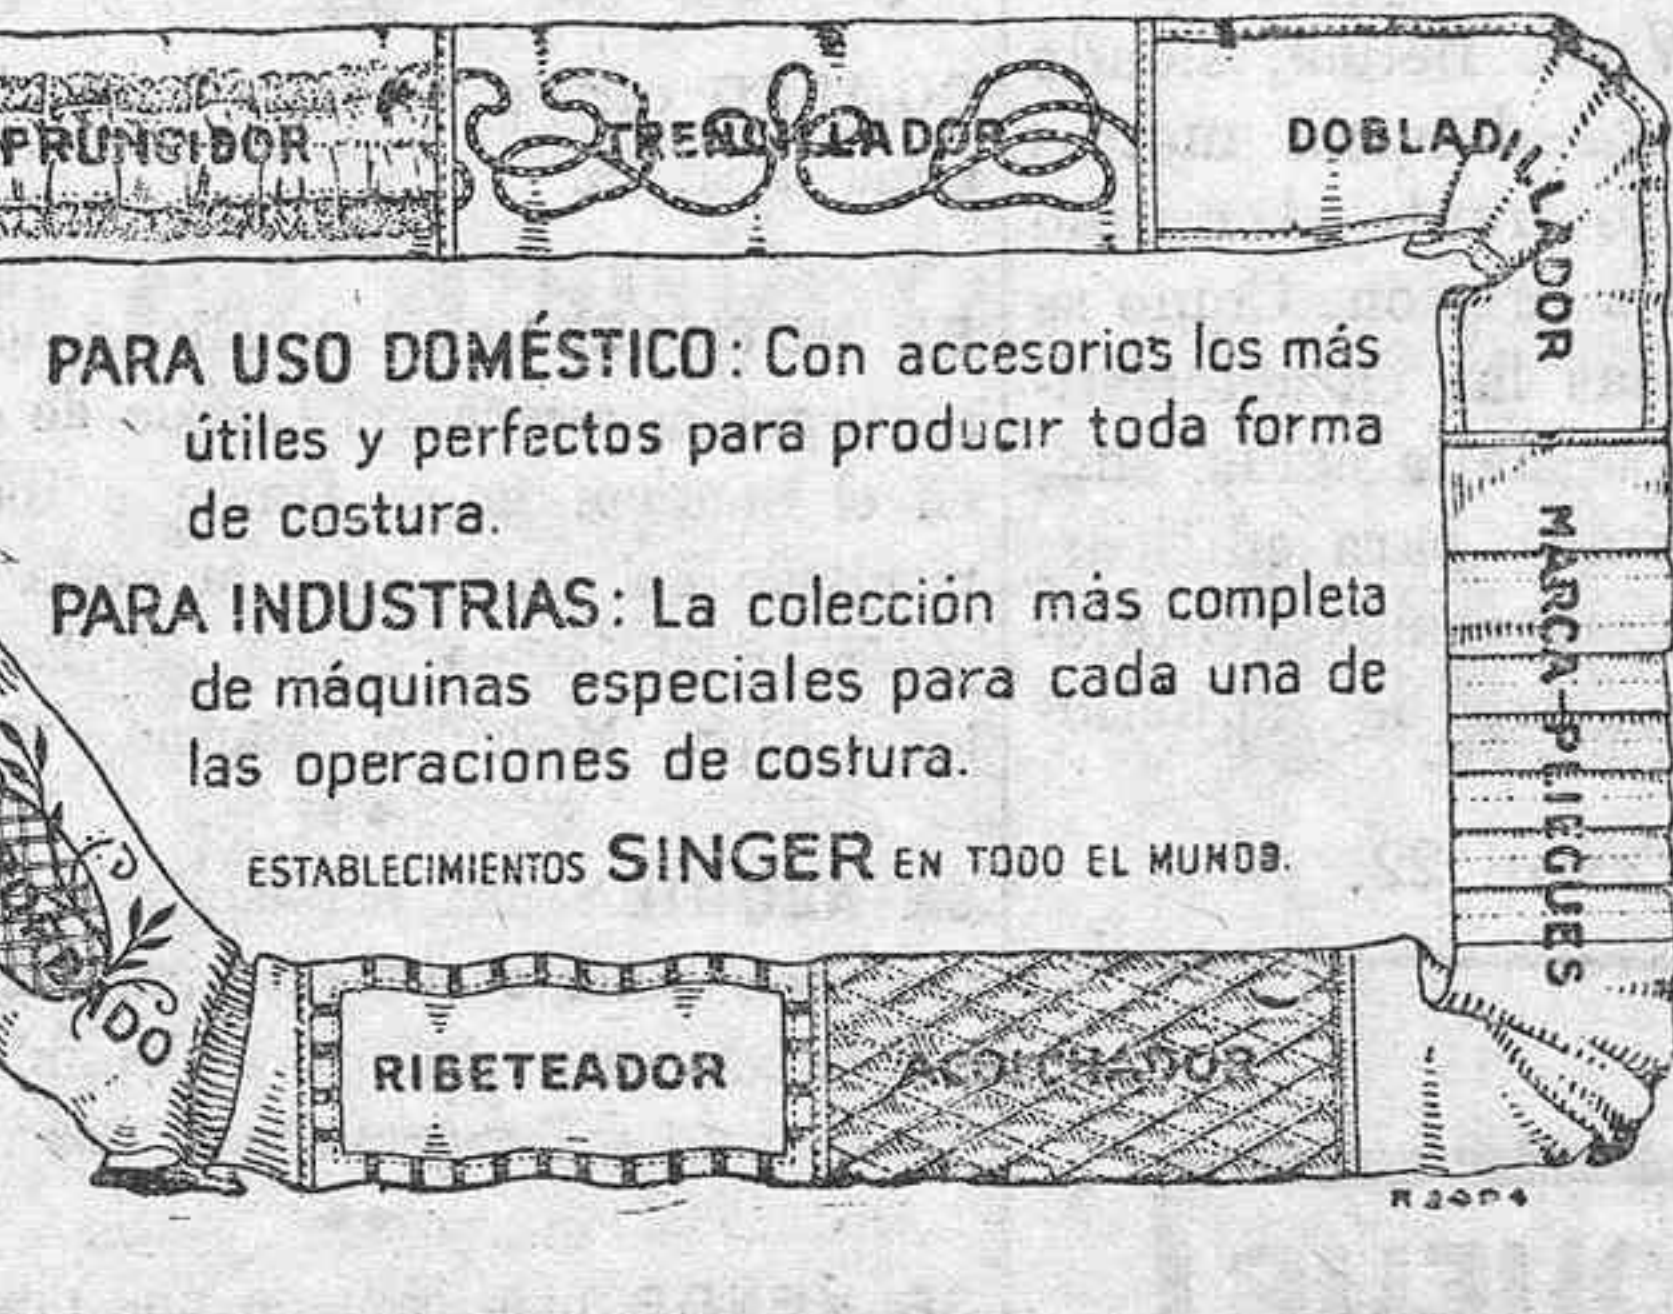 PRUNCIDOR
TRENCILLADOR
DOBLADILLADOR
PARA USO DOMÉSTICO: Con accesorios los más
útiles y perfectos para producir toda forma
de costura.
PARA INDUSTRIAS: La colección más completa
de máquinas especiales para cada una de
las operaciones de costura.
ESTABLECIMIENTOS SINGER EN TODO EL MUNDO.
MARCA-PLIEGUES
DO
RIBETEADOR
ACOLCHADOR